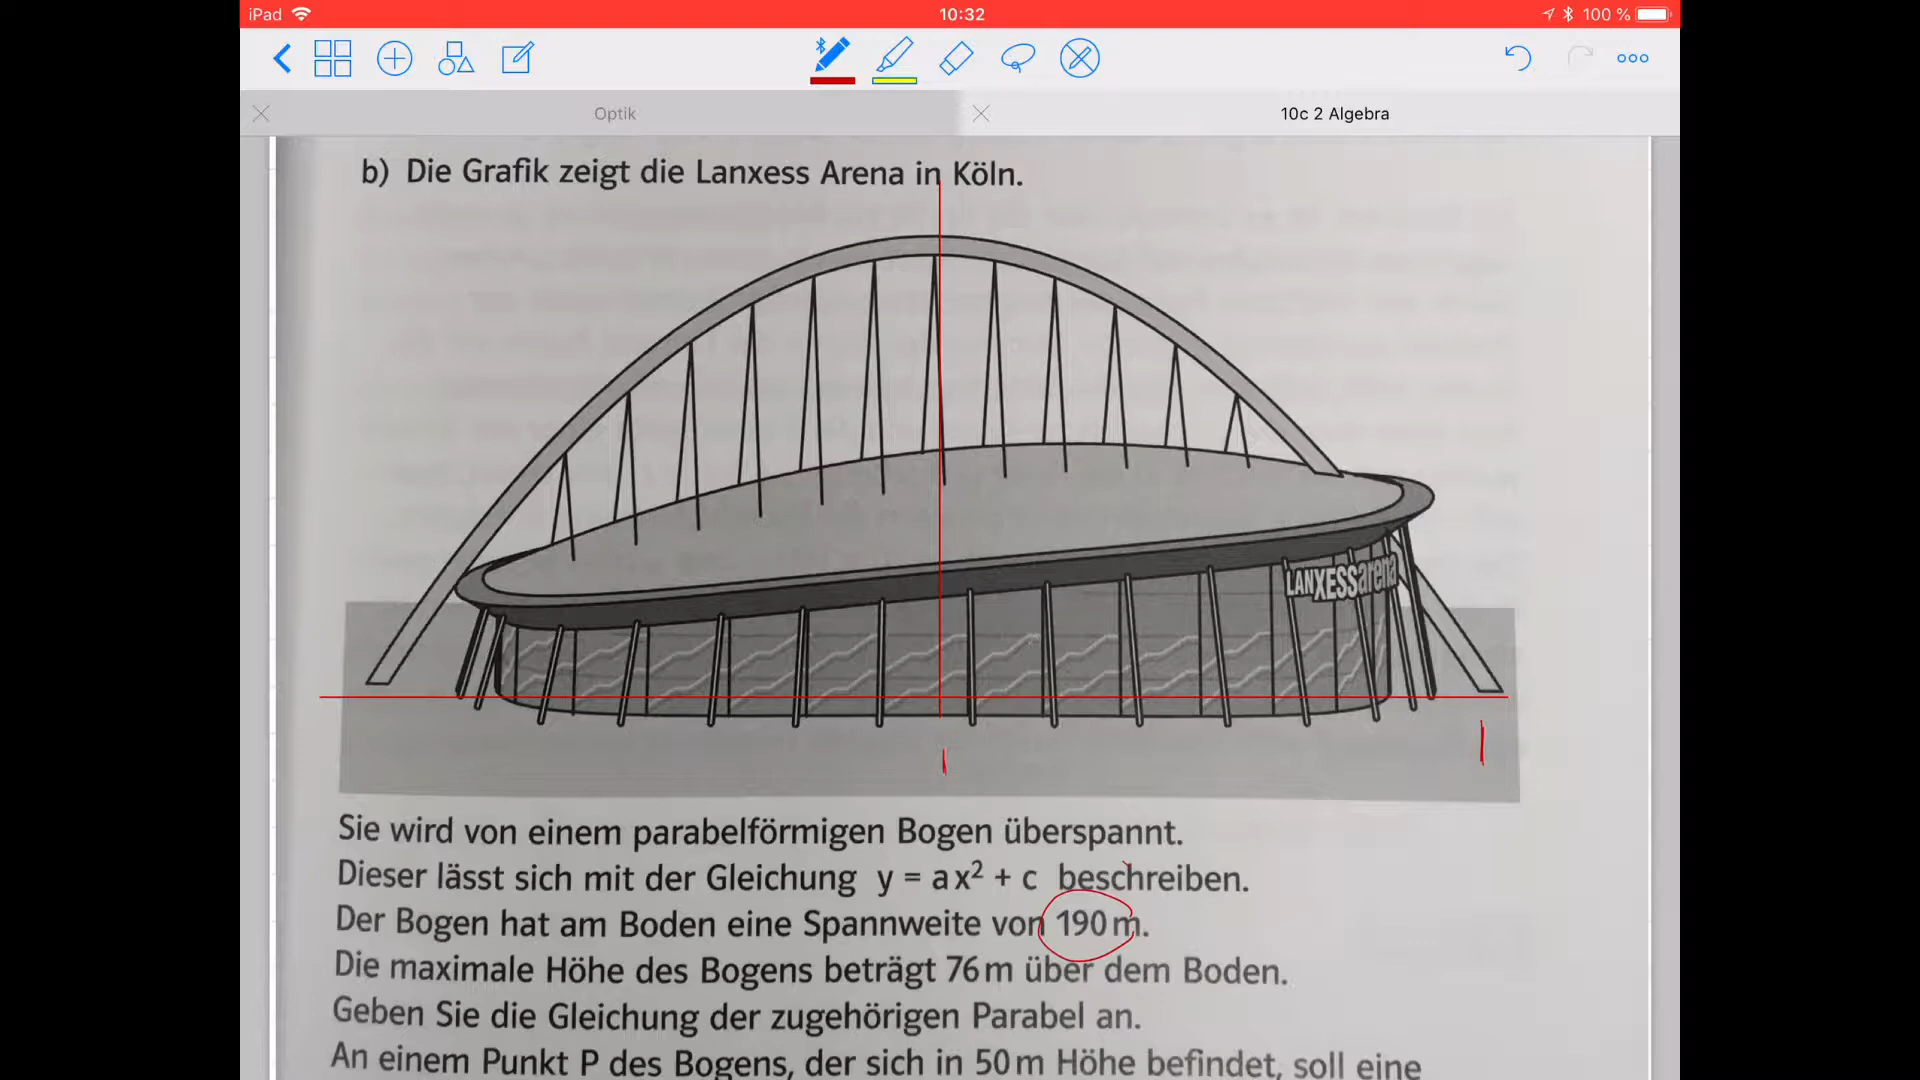 iPad
10:32
100 %
Optik
10c 2 Algebra
b) Die Grafik zeigt die Lanxess Arena in Köln.
LANXESSarena
Sie wird von einem parabelförmigen Bogen überspannt.
Dieser lässt sich mit der Gleichung y = ax² + c beschreiben.
Der Bogen hat am Boden eine Spannweite von 190 m.
Die maximale Höhe des Bogens beträgt 76 m über dem Boden.
Geben Sie die Gleichung der zugehörigen Parabel an.
An einem Punkt P des Bogens, der sich in 50 m Höhe befindet, soll eine